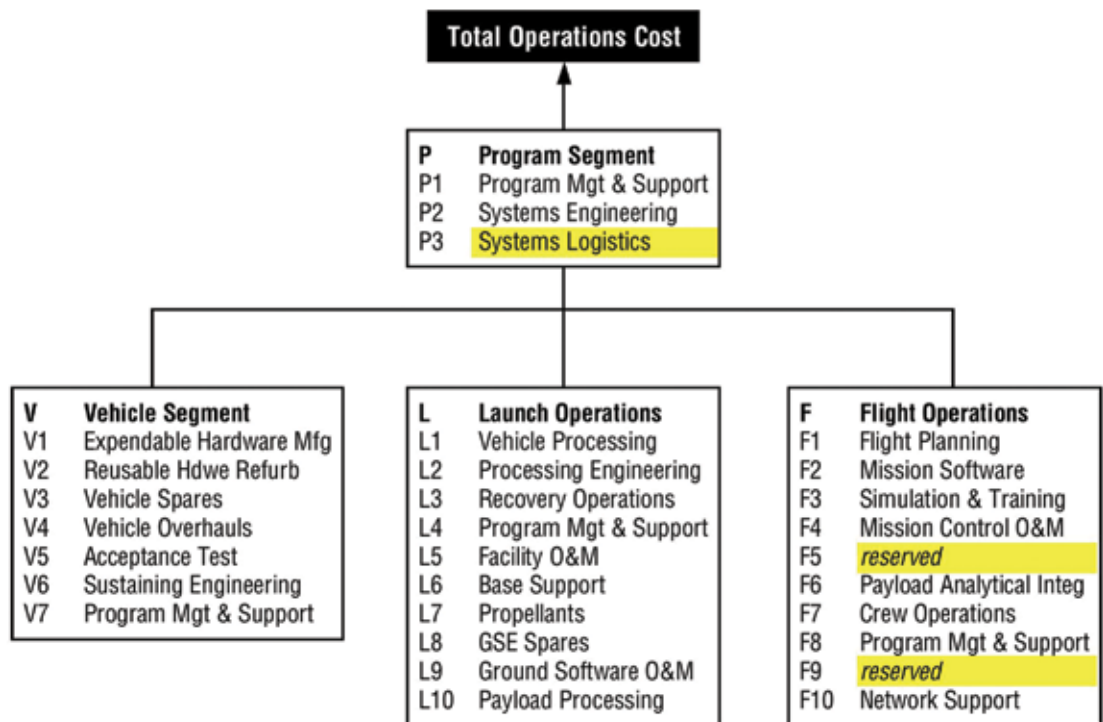 Total Operations Cost
P Program Segment
P1 Program Mgt & Support
P2 Systems Engineering
P3 Systems Logistics
V Vehicle Segment
V1 Expendable Hardware Mfg
V2 Reusable Hdwe Refurb
V3 Vehicle Spares
V4 Vehicle Overhauls
V5 Acceptance Test
V6 Sustaining Engineering
V7 Program Mgt & Support
L Launch Operations
L1 Vehicle Processing
L2 Processing Engineering
L3 Recovery Operations
L4 Program Mgt & Support
L5 Facility O&M
L6 Base Support
L7 Propellants
L8 GSE Spares
L9 Ground Software O&M
L10 Payload Processing
F Flight Operations
F1 Flight Planning
F2 Mission Software
F3 Simulation & Training
F4 Mission Control O&M
F5 reserved
F6 Payload Analytical Integ
F7 Crew Operations
F8 Program Mgt & Support
F9 reserved
F10 Network Support